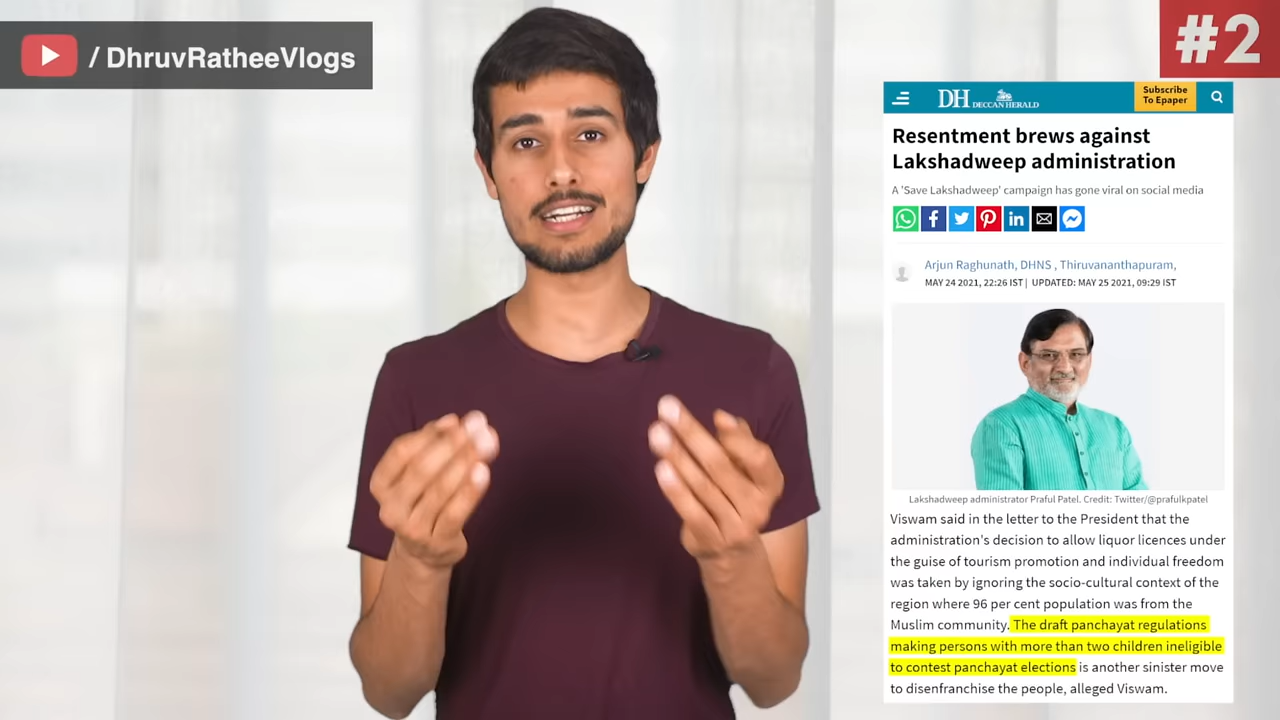 / DhruvRatheeVlogs
#2
DH DECCAN HERALD
Subscribe
To Epaper
Resentment brews against
Lakshadweep administration
A 'Save Lakshadweep' campaign has gone viral on social media
Arjun Raghunath, DHNS , Thiruvananthapuram,
MAY 24 2021, 22:26 IST | UPDATED: MAY 25 2021, 09:29 IST
Lakshadweep administrator Praful Patel. Credit: Twitter/@prafulkpatel
Viswam said in the letter to the President that the
administration's decision to allow liquor licences under
the guise of tourism promotion and individual freedom
was taken by ignoring the socio-cultural context of the
region where 96 per cent population was from the
Muslim community. The draft panchayat regulations
making persons with more than two children ineligible
to contest panchayat elections is another sinister move
to disenfranchise the people, alleged Viswam.